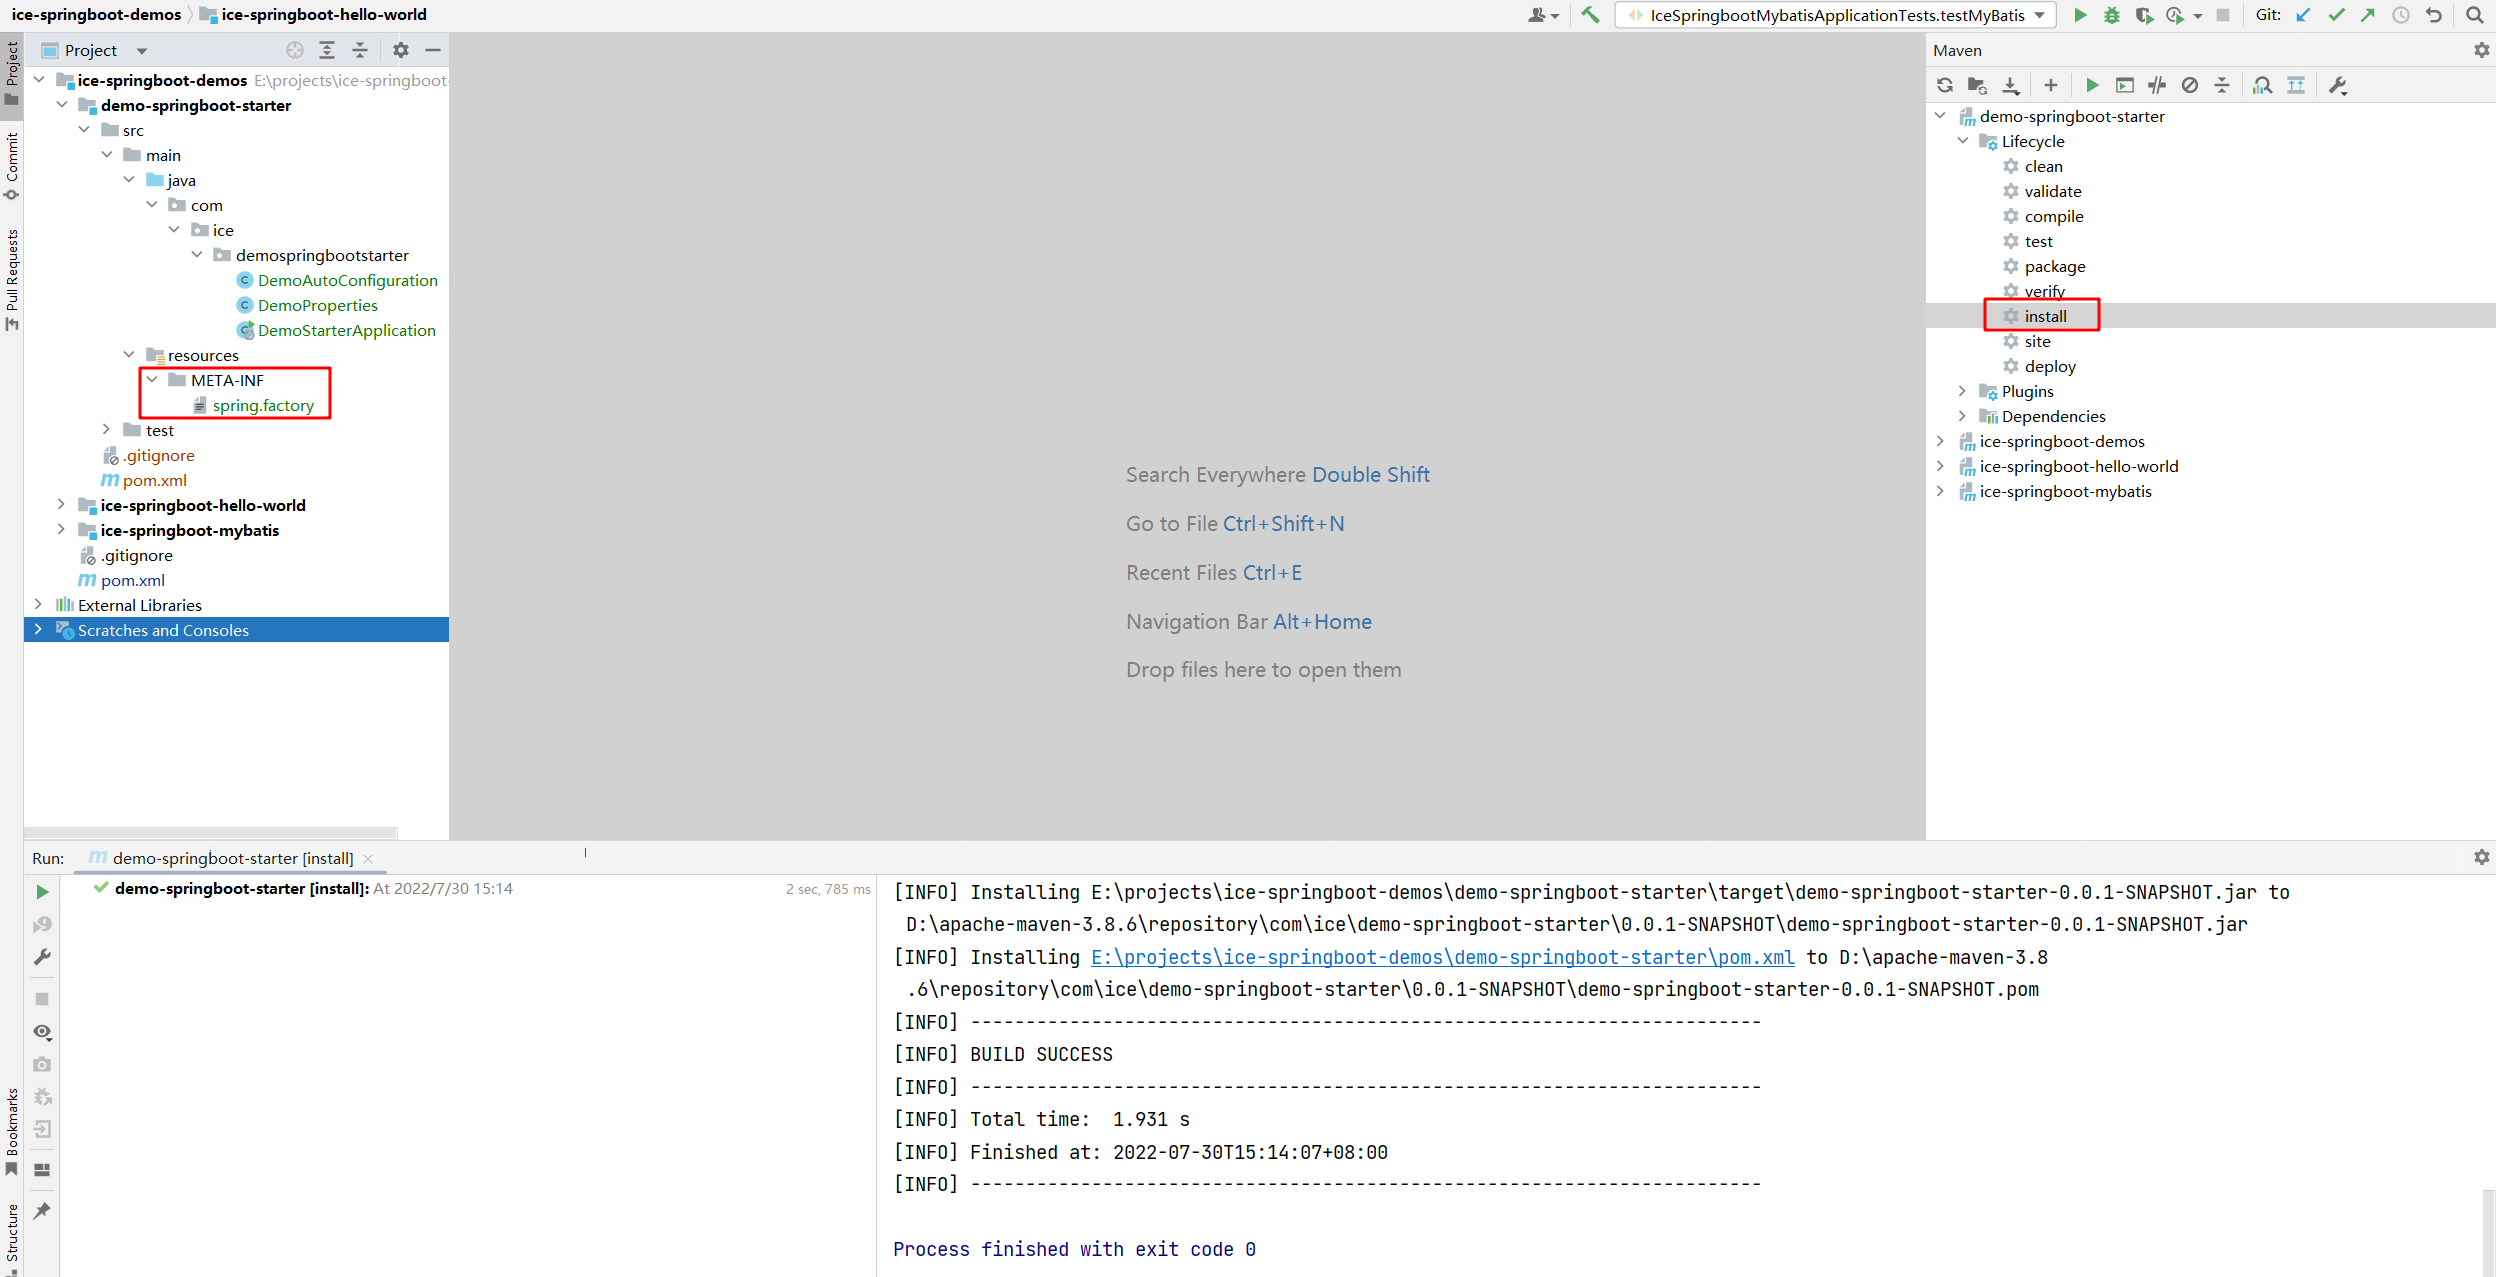 ice-springboot-demos ice-springboot-hello-world
IceSpringbootMybatisApplicationTests.testMyBatis
Git:
Project
Commit
Pull Requests
Bookmarks
Structure
Project
ice-springboot-demos E:\projects\ice-springboot-
demo-springboot-starter
src
main
java
com
ice
demospringbootstarter
DemoAutoConfiguration
DemoProperties
DemoStarterApplication
resources
META-INF
spring.factory
test
.gitignore
pom.xml
ice-springboot-hello-world
ice-springboot-mybatis
.gitignore
pom.xml
External Libraries
Scratches and Consoles
Search Everywhere Double Shift
Go to File Ctrl+Shift+N
Recent Files Ctrl+E
Navigation Bar Alt+Home
Drop files here to open them
Maven
demo-springboot-starter
Lifecycle
clean
validate
compile
test
package
verify
install
site
deploy
Plugins
Dependencies
ice-springboot-demos
ice-springboot-hello-world
ice-springboot-mybatis
Run: demo-springboot-starter [install]
demo-springboot-starter [install]: At 2022/7/30 15:14 2 sec, 785 ms
[INFO] Installing E:\projects\ice-springboot-demos\demo-springboot-starter\target\demo-springboot-starter-0.0.1-SNAPSHOT.jar to
D:\apache-maven-3.8.6\repository\com\ice\demo-springboot-starter\0.0.1-SNAPSHOT\demo-springboot-starter-0.0.1-SNAPSHOT.jar
[INFO] Installing E:\projects\ice-springboot-demos\demo-springboot-starter\pom.xml to D:\apache-maven-3.8
.6\repository\com\ice\demo-springboot-starter\0.0.1-SNAPSHOT\demo-springboot-starter-0.0.1-SNAPSHOT.pom
[INFO] ------------------------------------------------------------------------
[INFO] BUILD SUCCESS
[INFO] ------------------------------------------------------------------------
[INFO] Total time:  1.931 s
[INFO] Finished at: 2022-07-30T15:14:07+08:00
[INFO] ------------------------------------------------------------------------
Process finished with exit code 0